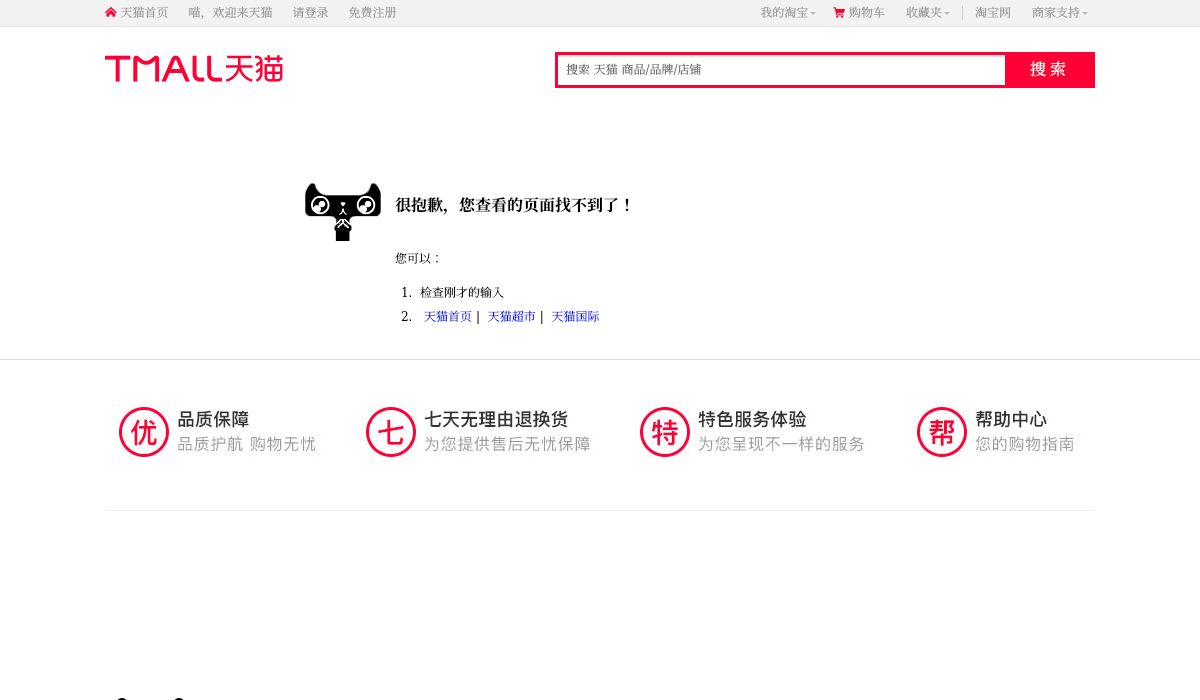 天猫首页 喵，欢迎来天猫 请登录 免费注册 我的淘宝 购物车 收藏夹 淘宝网 商家支持
TMALL天猫
搜索 天猫 商品/品牌/店铺 搜 索
很抱歉，您查看的页面找不到了！
您可以：
1. 检查刚才的输入
2. 天猫首页 | 天猫超市 | 天猫国际
优 品质保障 七 七天无理由退换货 特 特色服务体验 帮 帮助中心
品质护航 购物无忧 为您提供售后无忧保障 为您呈现不一样的服务 您的购物指南